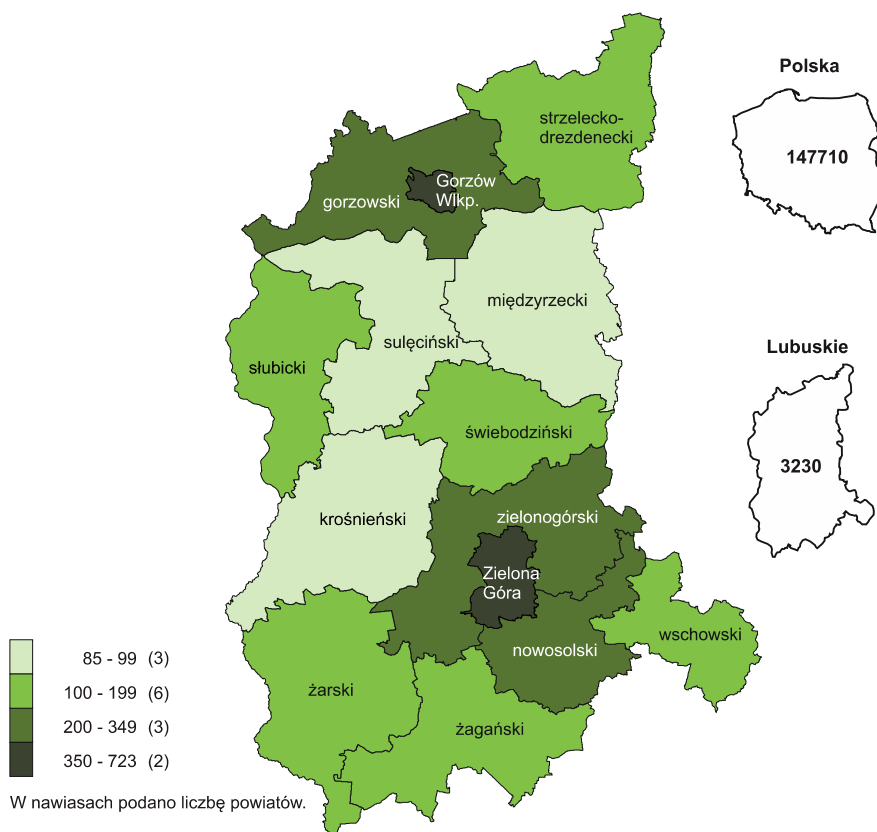 Polska
147710
strzelecko-
drezdenecki
Gorzów
Wlkp.
gorzowski
międzyrzecki
sulęciński
słubicki
Lubuskie
3230
świebodziński
krośnieński
zielonogórski
Zielona
Góra
wschowski
nowosolski
żarski
żagański
85 - 99 (3)
100 - 199 (6)
200 - 349 (3)
350 - 723 (2)
W nawiasach podano liczbę powiatów.